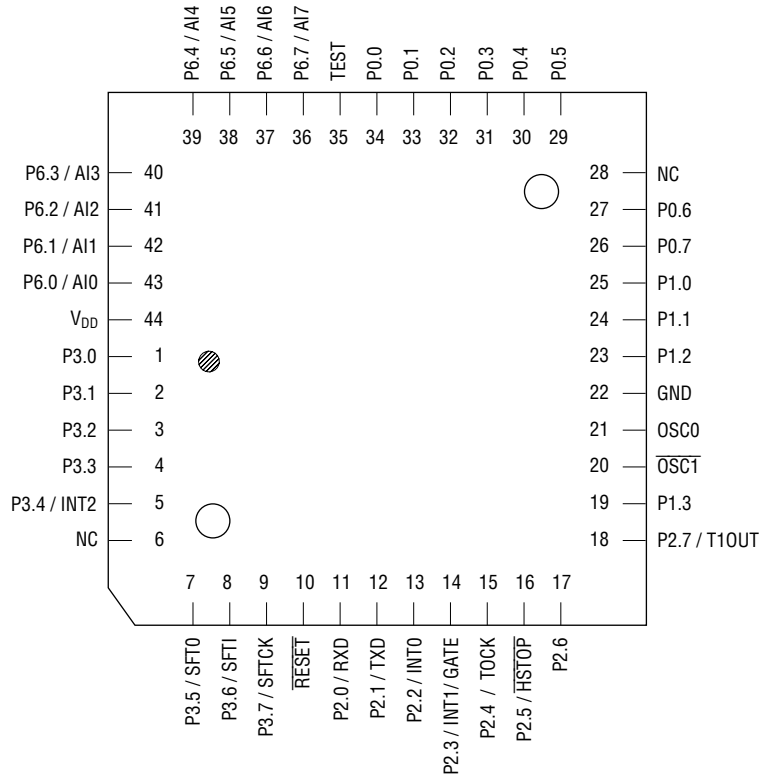 P6.4 / AI4
P6.5 / AI5
P6.6 / AI6
P6.7 / AI7
TEST
P0.0
P0.1
P0.2
P0.3
P0.4
P0.5
39 38 37 36 35 34 33 32 31 30 29
P6.3 / AI3 40
P6.2 / AI2 41
P6.1 / AI1 42
P6.0 / AI0 43
VDD 44
P3.0 1
P3.1 2
P3.2 3
P3.3 4
P3.4 / INT2 5
NC 6
28 NC
27 P0.6
26 P0.7
25 P1.0
24 P1.1
23 P1.2
22 GND
21 OSC0
20 OSC1
19 P1.3
18 P2.7 / T1OUT
7 8 9 10 11 12 13 14 15 16 17
P3.5 / SFT0
P3.6 / SFTI
P3.7 / SFTCK
RESET
P2.0 / RXD
P2.1 / TXD
P2.2 / INT0
P2.3 / INT1/ GATE
P2.4 / TOCK
P2.5 / HSTOP
P2.6